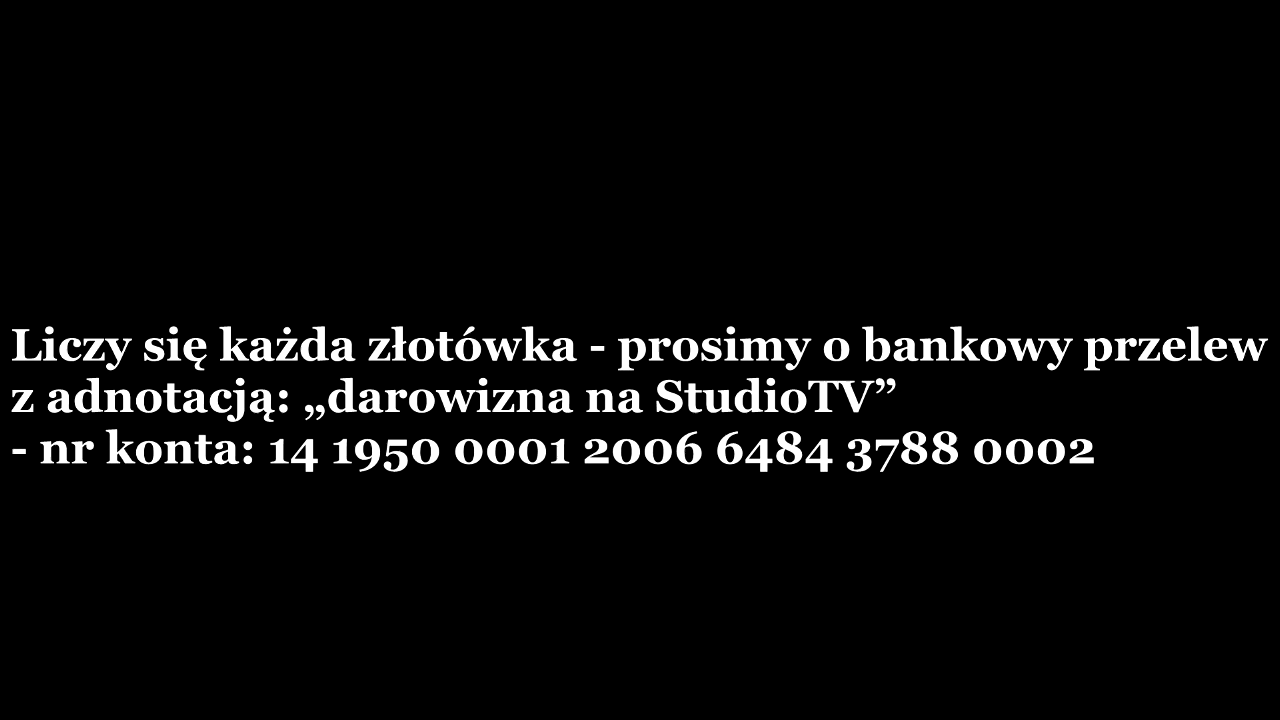 Liczy się każda złotówka - prosimy o bankowy przelew
z adnotacją: „darowizna na StudioTV”
- nr konta: 14 1950 0001 2006 6484 3788 0002